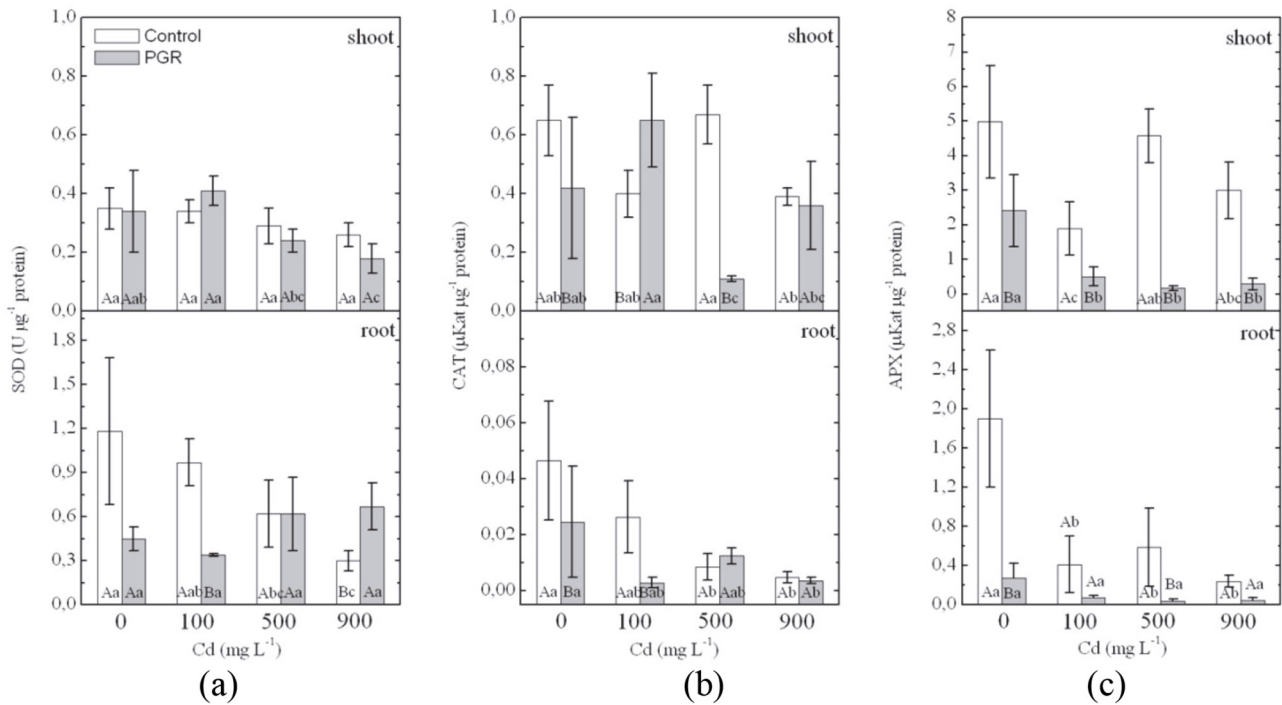 1,0
0,8
0,6
0,4
0,2
0,0
Control
PGR
shoot
Aa Aab Aa Aa Aa Abc Aa Ac
SOD (U µg-1 protein)
1,8
1,5
1,2
0,9
0,6
0,3
0,0
root
Aa Aa Aab Ba Abc Aa Bc Aa
0 100 500 900
Cd (mg L-1)
(a)
1,0
0,8
0,6
0,4
0,2
0,0
shoot
Aab Bab Bab Aa Aa Bc Ab Abc
CAT (µKat µg-1 protein)
0.08
0.06
0,04
0,02
0.00
root
Aa Ba Aab Bab Ab Aab Ab Ab
0 100 500 900
Cd (mg L-1)
(b)
8
7
6
5
4
3
2
1
0
shoot
Aa Ba Ac Bb Aab Bb Abc Bb
APX (µKat µg-1 protein)
2,8
2,4
2,0
1,6
1,2
0,8
0,4
0,0
root
Aa Ba Ab Aa Ab Ba Ab Aa
0 100 500 900
Cd (mg L-1)
(c)